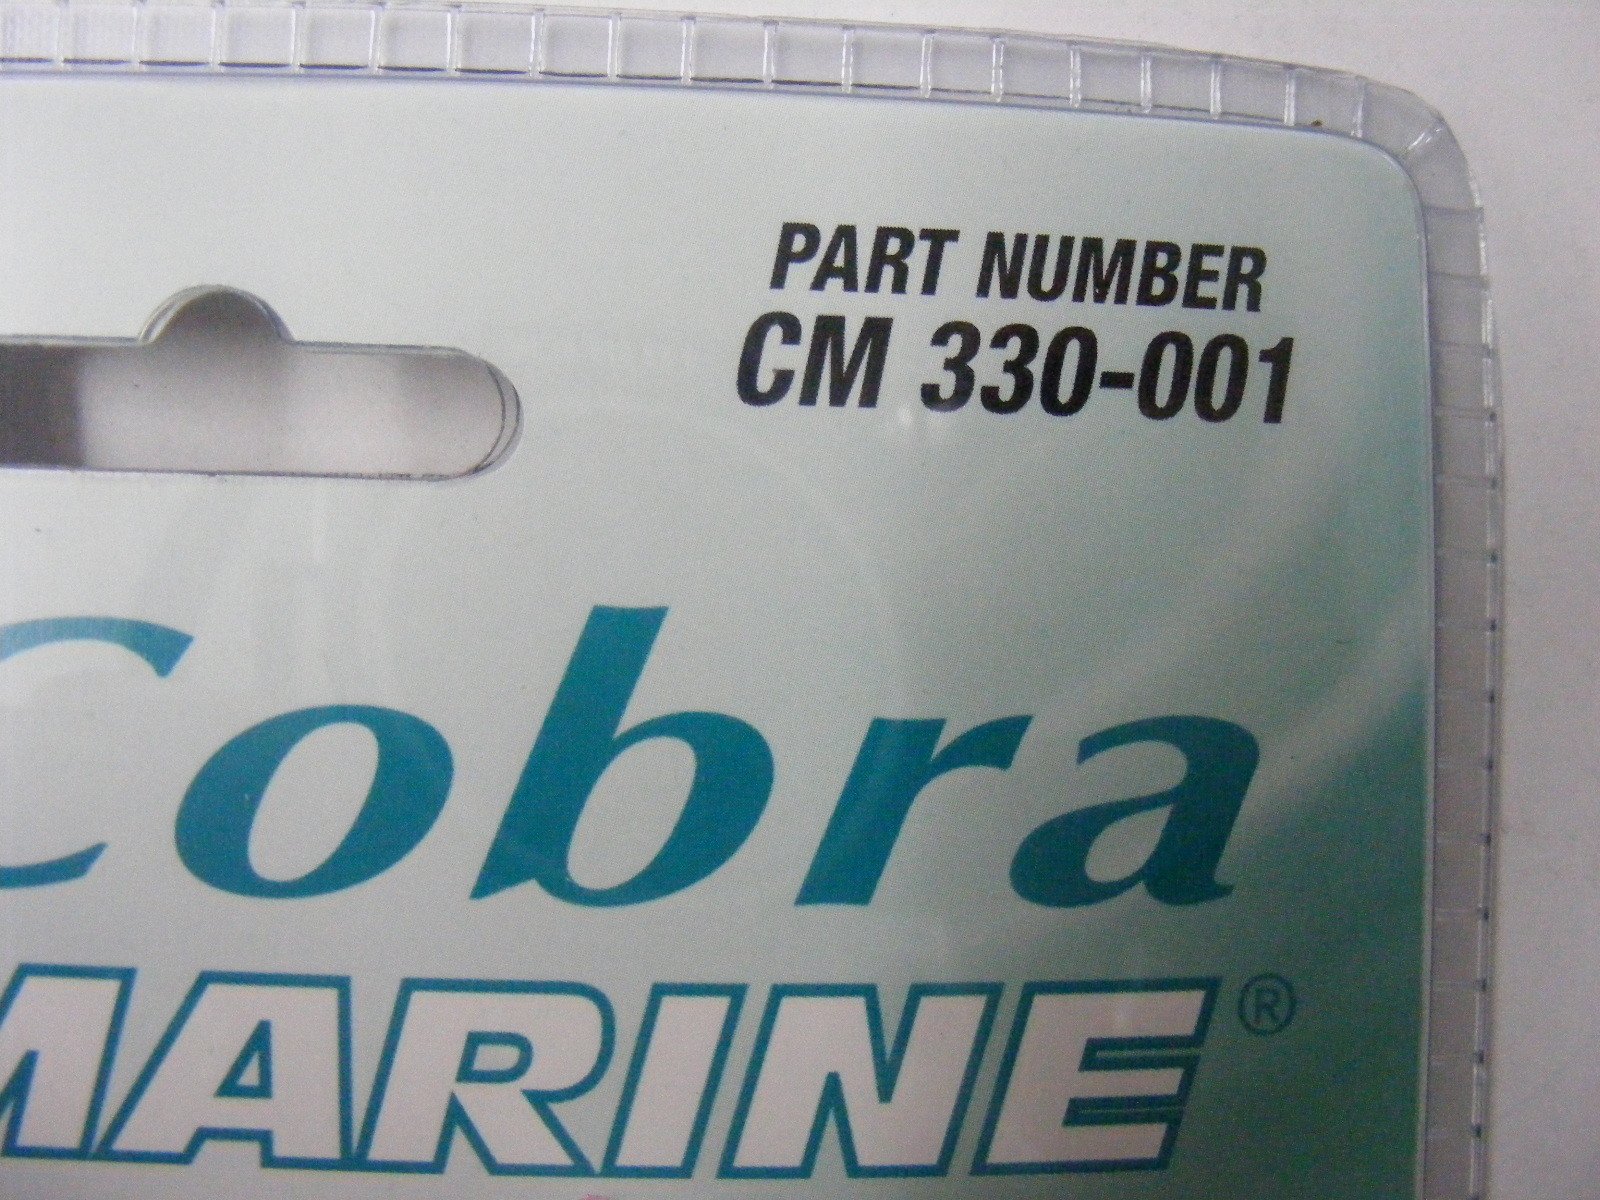 PART NUMBER
CM 330-001
Cobra
MARINE®